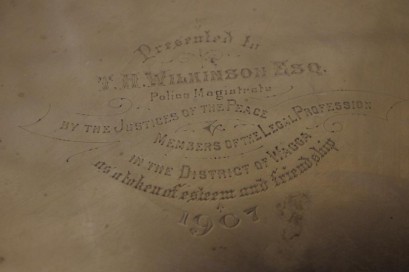 Presented to
T. H. WILKINSON ESQ.
Police Magistrate
BY THE JUSTICES OF THE PEACE
&
MEMBERS OF THE LEGAL PROFESSION
IN THE DISTRICT OF WAGGA
as a token of esteem and friendship
1907